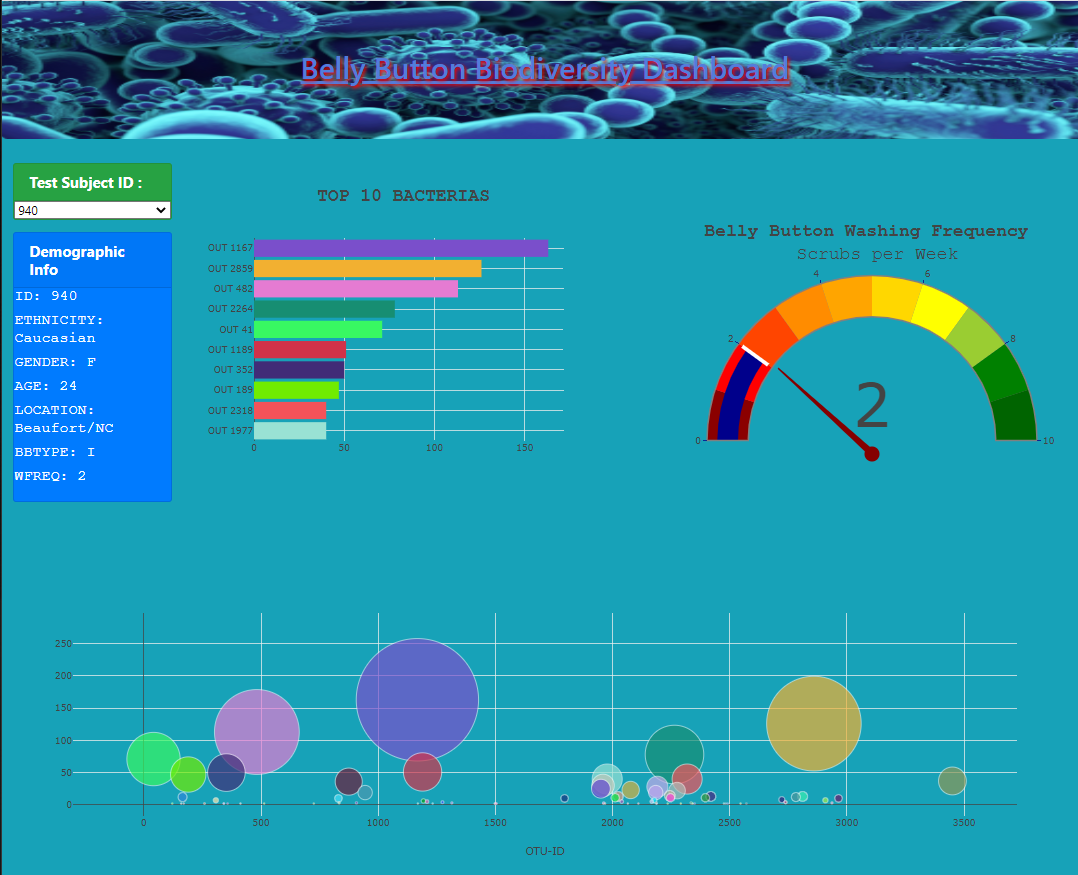 Belly Button Biodiversity Dashboard
Test Subject ID :
940
Demographic
Info
ID: 940
ETHNICITY:
Caucasian
GENDER: F
AGE: 24
LOCATION:
Beaufort/NC
BBTYPE: I
WFREQ: 2
TOP 10 BACTERIAS
OUT 1167
OUT 2859
OUT 482
OUT 2264
OUT 41
OUT 1189
OUT 352
OUT 189
OUT 2318
OUT 1977
0 50 100 150
Belly Button Washing Frequency
Scrubs per Week
4 6
2 8
2
0 10
250
200
150
100
50
0
0 500 1000 1500 2000 2500 3000 3500
OTU-ID